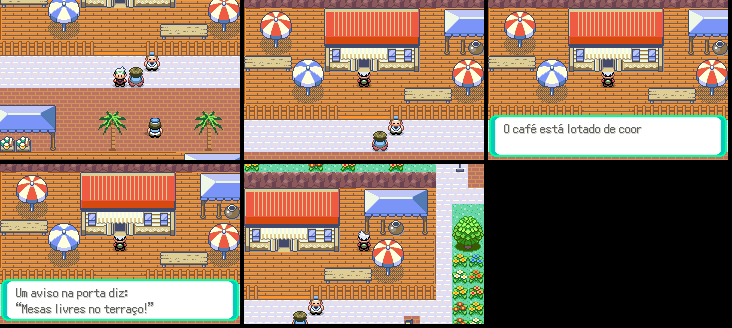 O café está lotado de coor
Um aviso na porta diz:
“Mesas livres no terraço!”